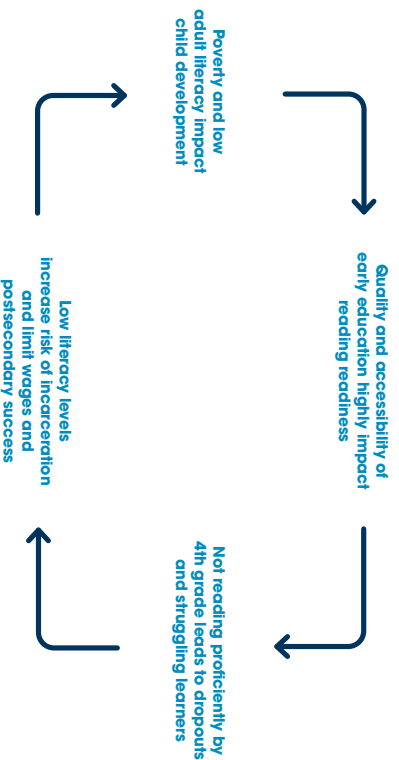 Poverty and low
adult literacy impact
child development
Quality and accessibility of
early education highly impact
reading readiness
Not reading proficiently by
4th grade leads to dropouts
and struggling learners
Low literacy levels
increase risk of incarceration
and limit wages and
postsecondary success